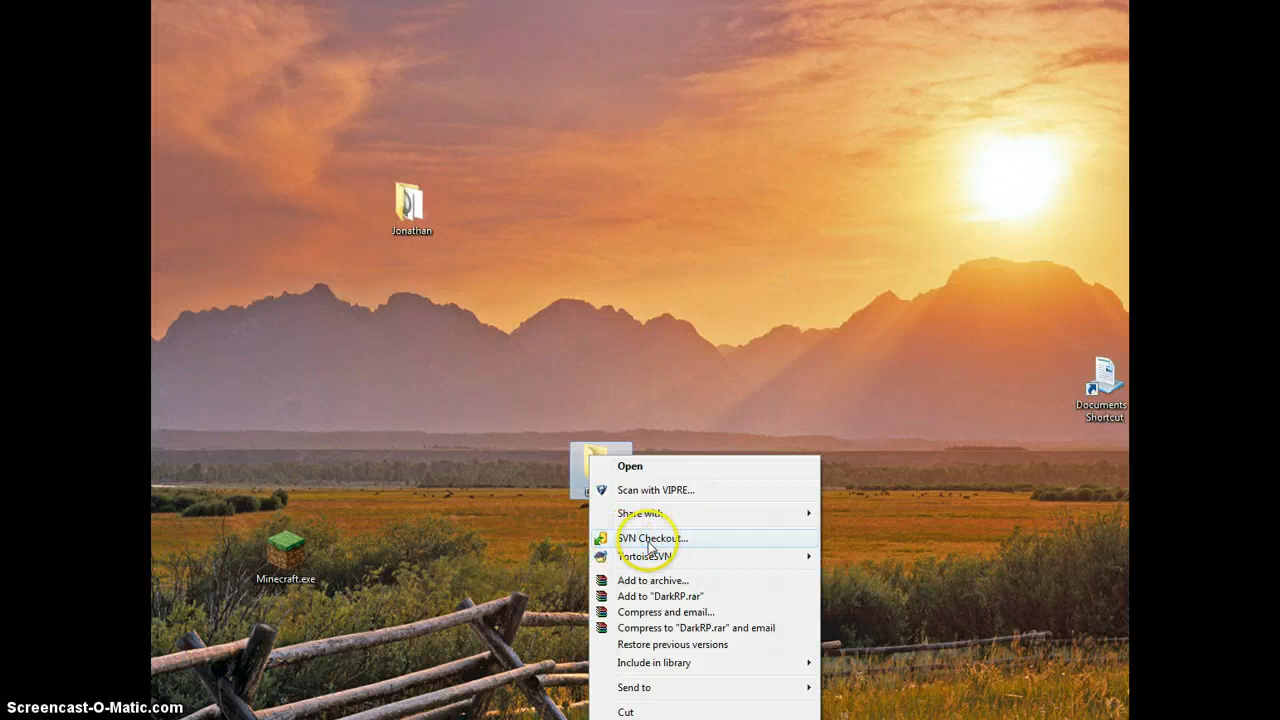 Jonathan
Documents
Shortcut
Open
Scan with VIPRE...
Share with
SVN Checkout...
TortoiseSVN
Minecraft.exe
Add to archive...
Add to "DarkRP.rar"
Compress and email...
Compress to "DarkRP.rar" and email
Restore previous versions
Include in library
Send to
Cut
Screencast-O-Matic.com